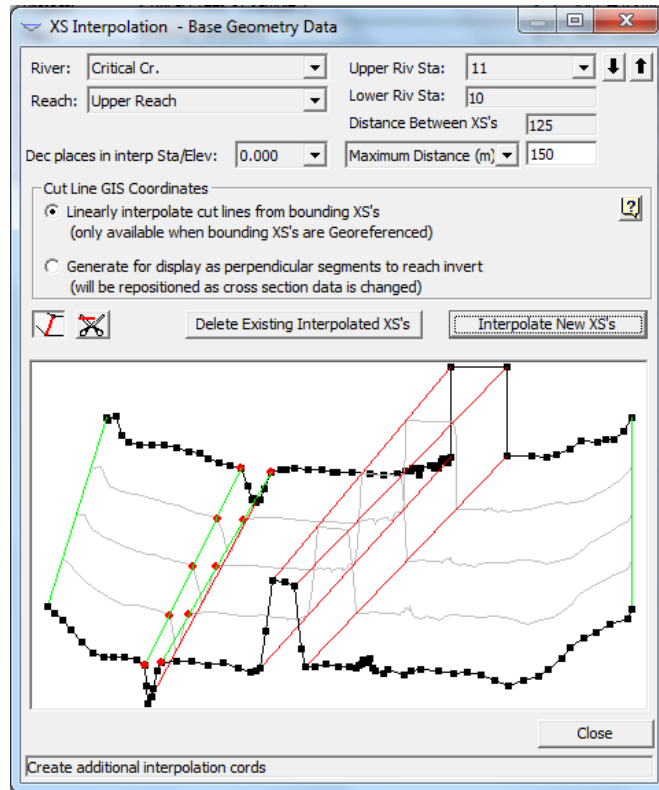 XS Interpolation - Base Geometry Data
River: Critical Cr. Upper Riv Sta: 11
Reach: Upper Reach Lower Riv Sta: 10
Distance Between XS's 125
Dec places in interp Sta/Elev: 0.000 Maximum Distance (m) 150
Cut Line GIS Coordinates
Linearly interpolate cut lines from bounding XS's
(only available when bounding XS's are Georeferenced)
Generate for display as perpendicular segments to reach invert
(will be repositioned as cross section data is changed)
Delete Existing Interpolated XS's Interpolate New XS's
Close
Create additional interpolation cords